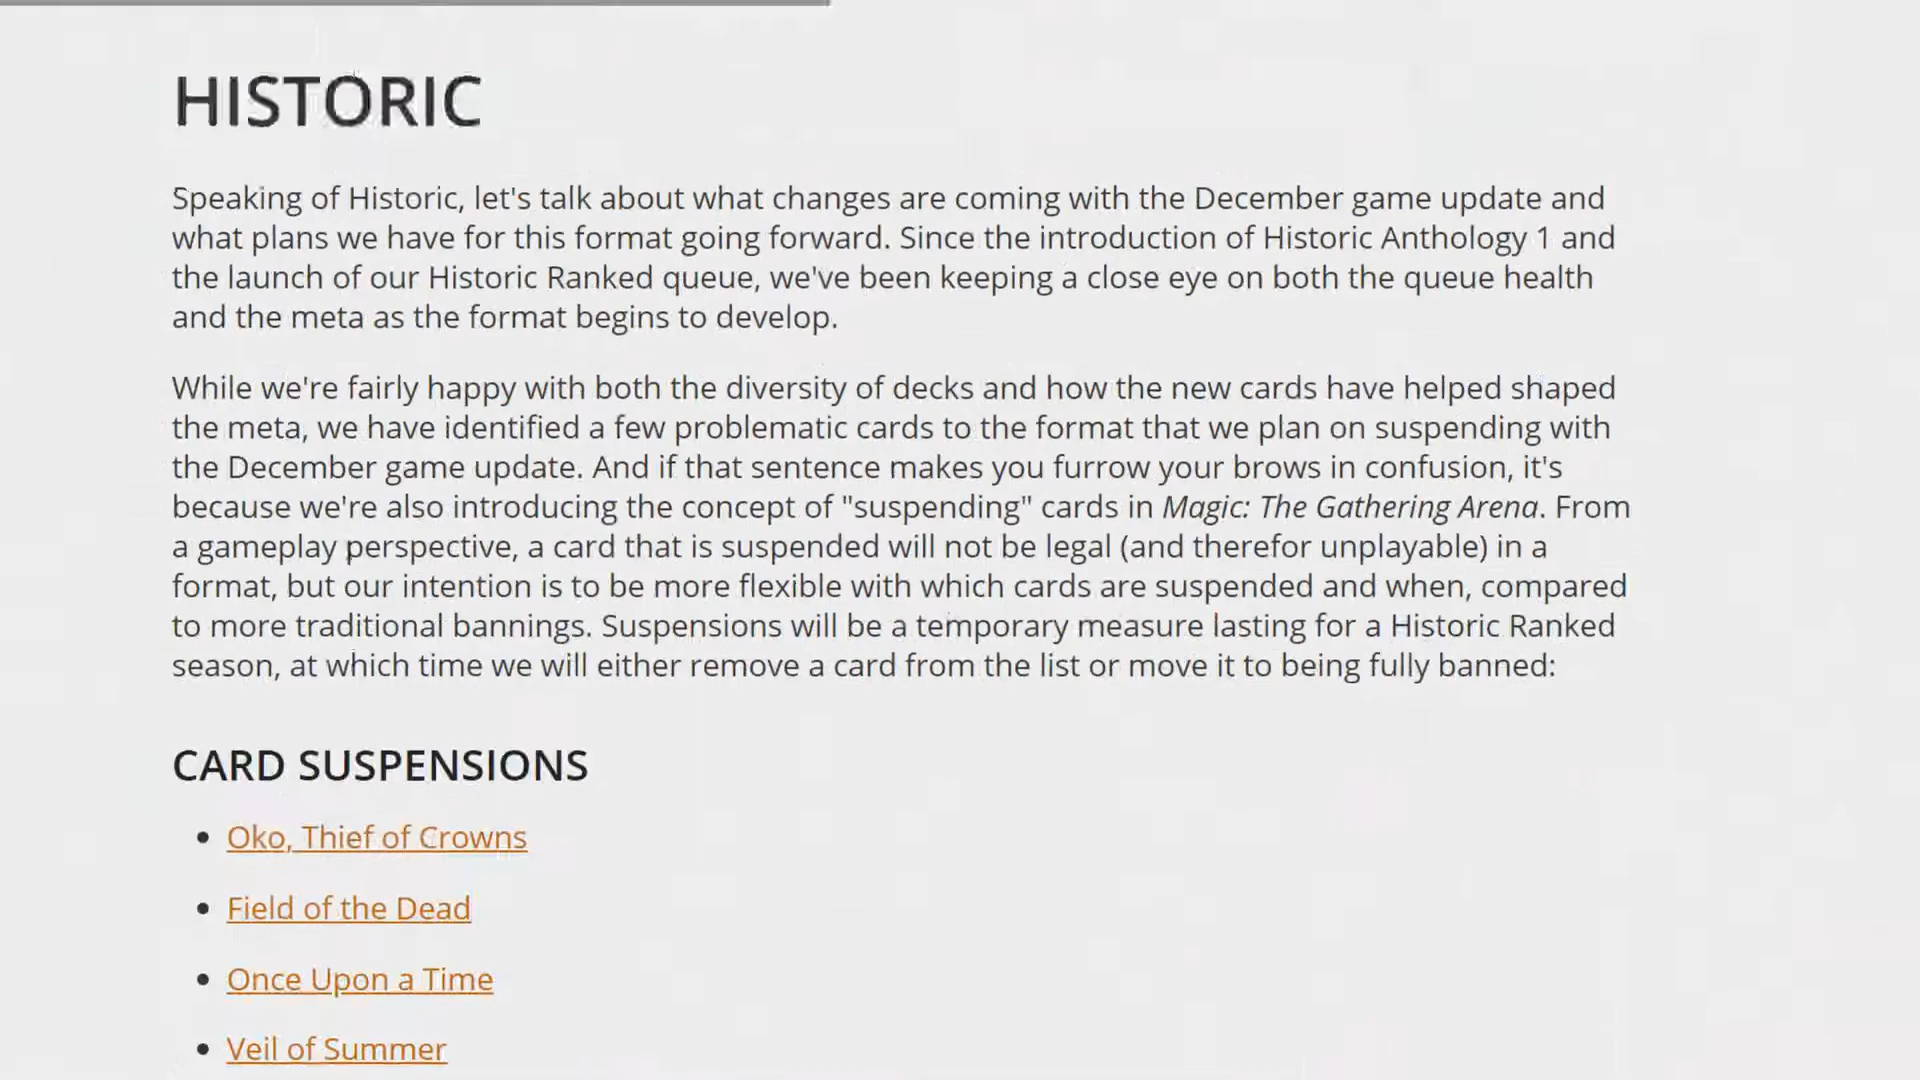 HISTORIC
Speaking of Historic, let's talk about what changes are coming with the December game update and
what plans we have for this format going forward. Since the introduction of Historic Anthology 1 and
the launch of our Historic Ranked queue, we've been keeping a close eye on both the queue health
and the meta as the format begins to develop.
While we're fairly happy with both the diversity of decks and how the new cards have helped shaped
the meta, we have identified a few problematic cards to the format that we plan on suspending with
the December game update. And if that sentence makes you furrow your brows in confusion, it's
because we're also introducing the concept of "suspending" cards in Magic: The Gathering Arena. From
a gameplay perspective, a card that is suspended will not be legal (and therefor unplayable) in a
format, but our intention is to be more flexible with which cards are suspended and when, compared
to more traditional bannings. Suspensions will be a temporary measure lasting for a Historic Ranked
season, at which time we will either remove a card from the list or move it to being fully banned:
CARD SUSPENSIONS
• Oko, Thief of Crowns
• Field of the Dead
• Once Upon a Time
• Veil of Summer